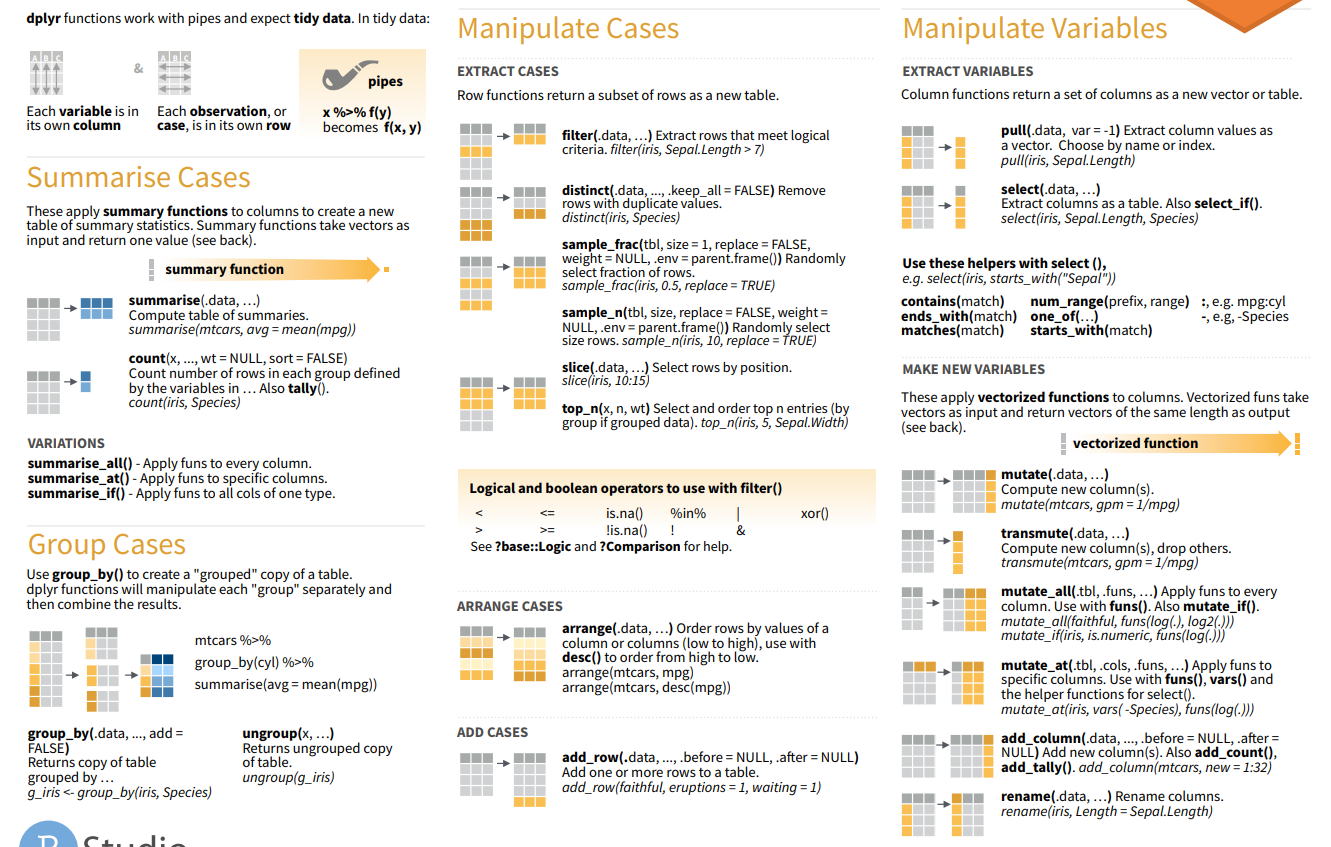 dplyr functions work with pipes and expect tidy data. In tidy data:
A B C
A B C
&
pipes
Each variable is in
its own column
Each observation, or
case, is in its own row
x %>% f(y)
becomes f(x, y)
Summarise Cases
These apply summary functions to columns to create a new
table of summary statistics. Summary functions take vectors as
input and return one value (see back).
summary function
summarise(.data, …)
Compute table of summaries.
summarise(mtcars, avg = mean(mpg))
count(x, ..., wt = NULL, sort = FALSE)
Count number of rows in each group defined
by the variables in … Also tally().
count(iris, Species)
VARIATIONS
summarise_all() - Apply funs to every column.
summarise_at() - Apply funs to specific columns.
summarise_if() - Apply funs to all cols of one type.
Group Cases
Use group_by() to create a "grouped" copy of a table.
dplyr functions will manipulate each "group" separately and
then combine the results.
mtcars %>%
group_by(cyl) %>%
summarise(avg = mean(mpg))
group_by(.data, ..., add =
FALSE)
Returns copy of table
grouped by …
g_iris <- group_by(iris, Species)
ungroup(x, …)
Returns ungrouped copy
of table.
ungroup(g_iris)
R Studio
Manipulate Cases
EXTRACT CASES
Row functions return a subset of rows as a new table.
filter(.data, …) Extract rows that meet logical
criteria. filter(iris, Sepal.Length > 7)
distinct(.data, ..., .keep_all = FALSE) Remove
rows with duplicate values.
distinct(iris, Species)
sample_frac(tbl, size = 1, replace = FALSE,
weight = NULL, .env = parent.frame()) Randomly
select fraction of rows.
sample_frac(iris, 0.5, replace = TRUE)
sample_n(tbl, size, replace = FALSE, weight =
NULL, .env = parent.frame()) Randomly select
size rows. sample_n(iris, 10, replace = TRUE)
slice(.data, …) Select rows by position.
slice(iris, 10:15)
top_n(x, n, wt) Select and order top n entries (by
group if grouped data). top_n(iris, 5, Sepal.Width)
Logical and boolean operators to use with filter()
< <= is.na() %in% | xor()
> >= !is.na() ! &
See ?base::Logic and ?Comparison for help.
ARRANGE CASES
arrange(.data, …) Order rows by values of a
column or columns (low to high), use with
desc() to order from high to low.
arrange(mtcars, mpg)
arrange(mtcars, desc(mpg))
ADD CASES
add_row(.data, ..., .before = NULL, .after = NULL)
Add one or more rows to a table.
add_row(faithful, eruptions = 1, waiting = 1)
Manipulate Variables
EXTRACT VARIABLES
Column functions return a set of columns as a new vector or table.
pull(.data, var = -1) Extract column values as
a vector. Choose by name or index.
pull(iris, Sepal.Length)
select(.data, …)
Extract columns as a table. Also select_if().
select(iris, Sepal.Length, Species)
Use these helpers with select (),
e.g. select(iris, starts_with("Sepal"))
contains(match) num_range(prefix, range) :, e.g. mpg:cyl
ends_with(match) one_of(…) -, e.g, -Species
matches(match) starts_with(match)
MAKE NEW VARIABLES
These apply vectorized functions to columns. Vectorized funs take
vectors as input and return vectors of the same length as output
(see back).
vectorized function
mutate(.data, …)
Compute new column(s).
mutate(mtcars, gpm = 1/mpg)
transmute(.data, …)
Compute new column(s), drop others.
transmute(mtcars, gpm = 1/mpg)
mutate_all(.tbl, .funs, …) Apply funs to every
column. Use with funs(). Also mutate_if().
mutate_all(faithful, funs(log(.), log2(.)))
mutate_if(iris, is.numeric, funs(log(.)))
mutate_at(.tbl, .cols, .funs, …) Apply funs to
specific columns. Use with funs(), vars() and
the helper functions for select().
mutate_at(iris, vars( -Species), funs(log(.)))
add_column(.data, ..., .before = NULL, .after =
NULL) Add new column(s). Also add_count(),
add_tally(). add_column(mtcars, new = 1:32)
rename(.data, …) Rename columns.
rename(iris, Length = Sepal.Length)